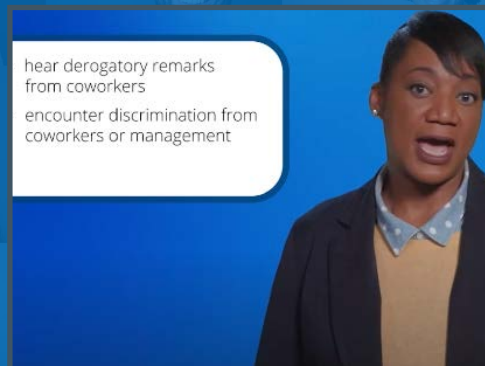 hear derogatory remarks
from coworkers
encounter discrimination from
coworkers or management